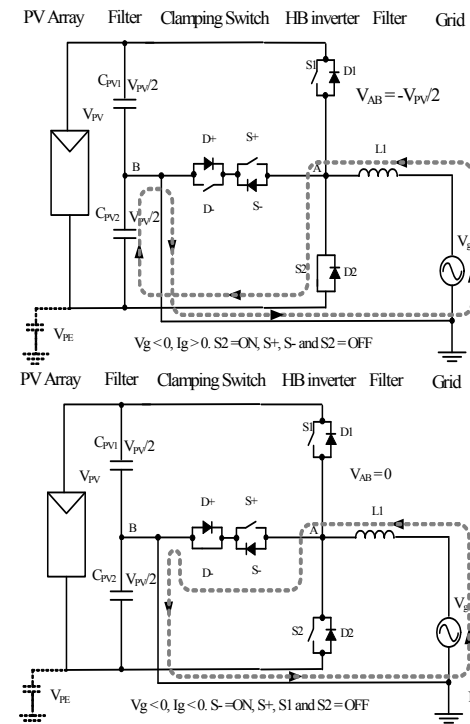 PV Array Filter Clamping Switch HB inverter Filter Grid
CPV1 VPV/2
VPV
S1 D1
VAB = -VPV/2
D+ S+
B A L1
D- S-
CPV2 VPV/2
S2 D2
Vg
VPE
Vg < 0, Ig > 0. S2 = ON, S+, S- and S2 = OFF
PV Array Filter Clamping Switch HB inverter Filter Grid
CPV1 VPV/2
VPV
S1 D1
VAB = 0
D+ S+
B A L1
D- S-
CPV2 VPV/2
S2 D2
Vg
VPE
Vg < 0, Ig < 0. S- = ON, S+, S1 and S2 = OFF